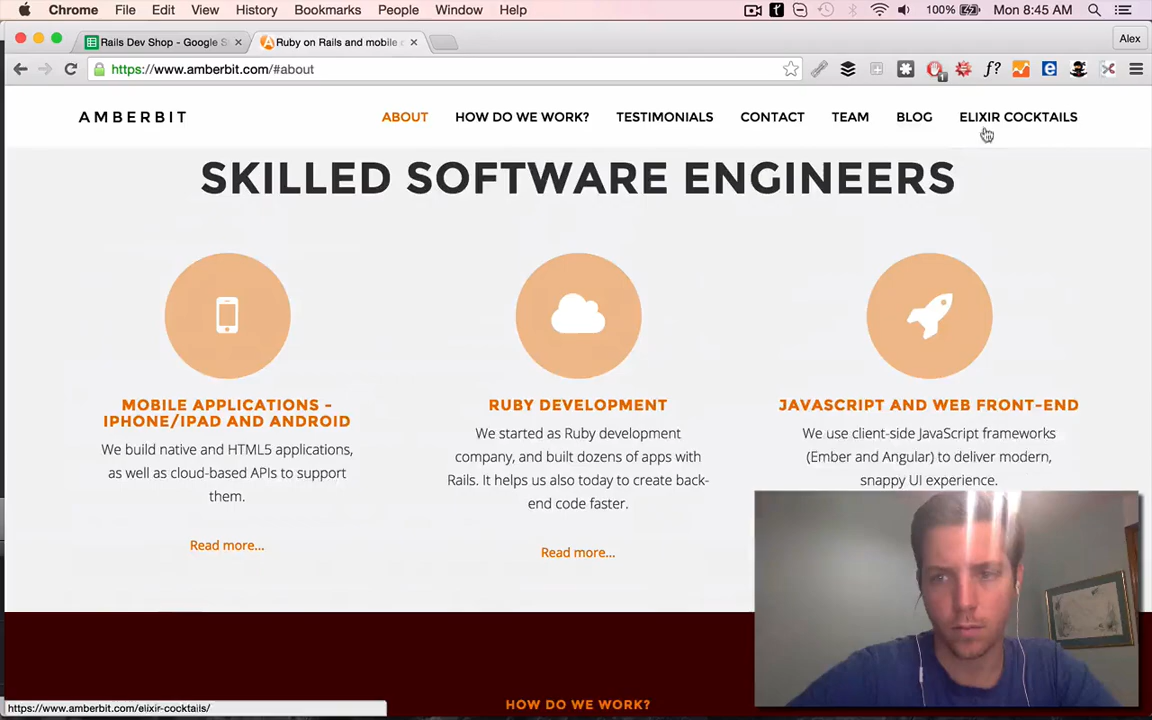 Chrome File Edit View History Bookmarks People Window Help 100% Mon 8:45 AM
Rails Dev Shop - Google S Ruby on Rails and mobile Alex
https://www.amberbit.com/#about
AMBERBIT ABOUT HOW DO WE WORK? TESTIMONIALS CONTACT TEAM BLOG ELIXIR COCKTAILS
SKILLED SOFTWARE ENGINEERS
MOBILE APPLICATIONS -
IPHONE/IPAD AND ANDROID
We build native and HTML5 applications,
as well as cloud-based APIs to support
them.
Read more...
RUBY DEVELOPMENT
We started as Ruby development
company, and built dozens of apps with
Rails. It helps us also today to create back-
end code faster.
Read more...
JAVASCRIPT AND WEB FRONT-END
We use client-side JavaScript frameworks
(Ember and Angular) to deliver modern,
snappy UI experience.
HOW DO WE WORK?
https://www.amberbit.com/elixir-cocktails/